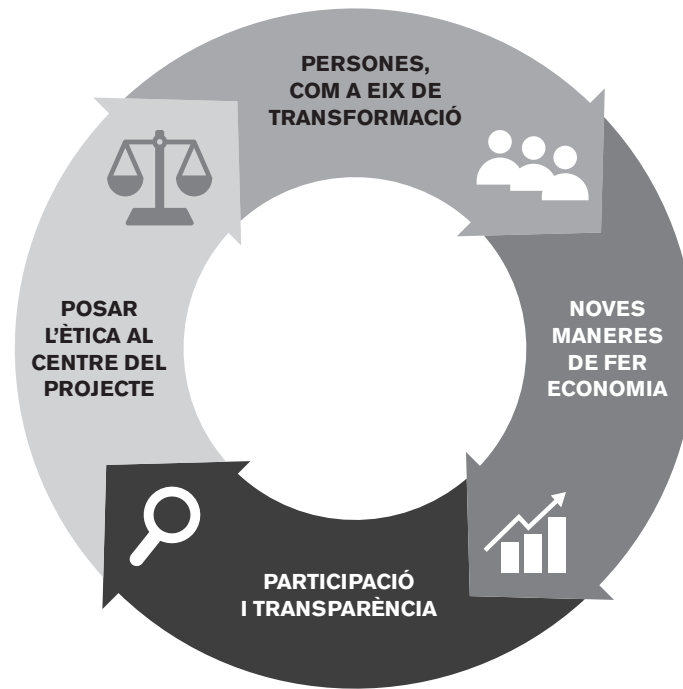 PERSONES,
COM A EIX DE
TRANSFORMACIÓ
NOVES
MANERES
DE FER
ECONOMIA
PARTICIPACIÓ
I TRANSPARÈNCIA
POSAR
L'ÈTICA AL
CENTRE DEL
PROJECTE